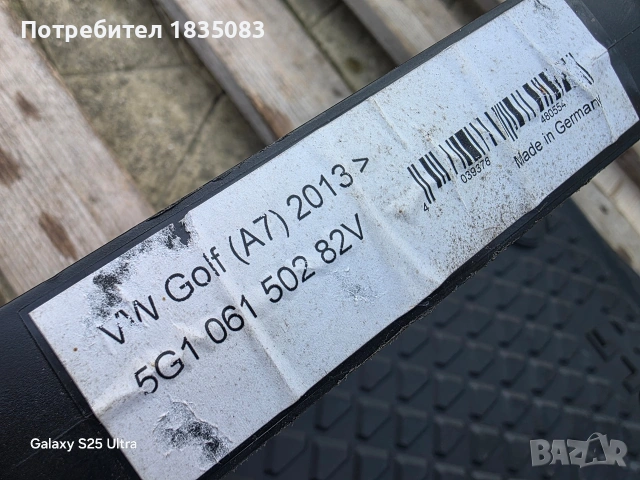 Потребител 1835083
VW Golf (A7) 2013 >
5G1 061 502 82V
4 039376 480554
Made in Germany
Galaxy S25 Ultra
BAZAR